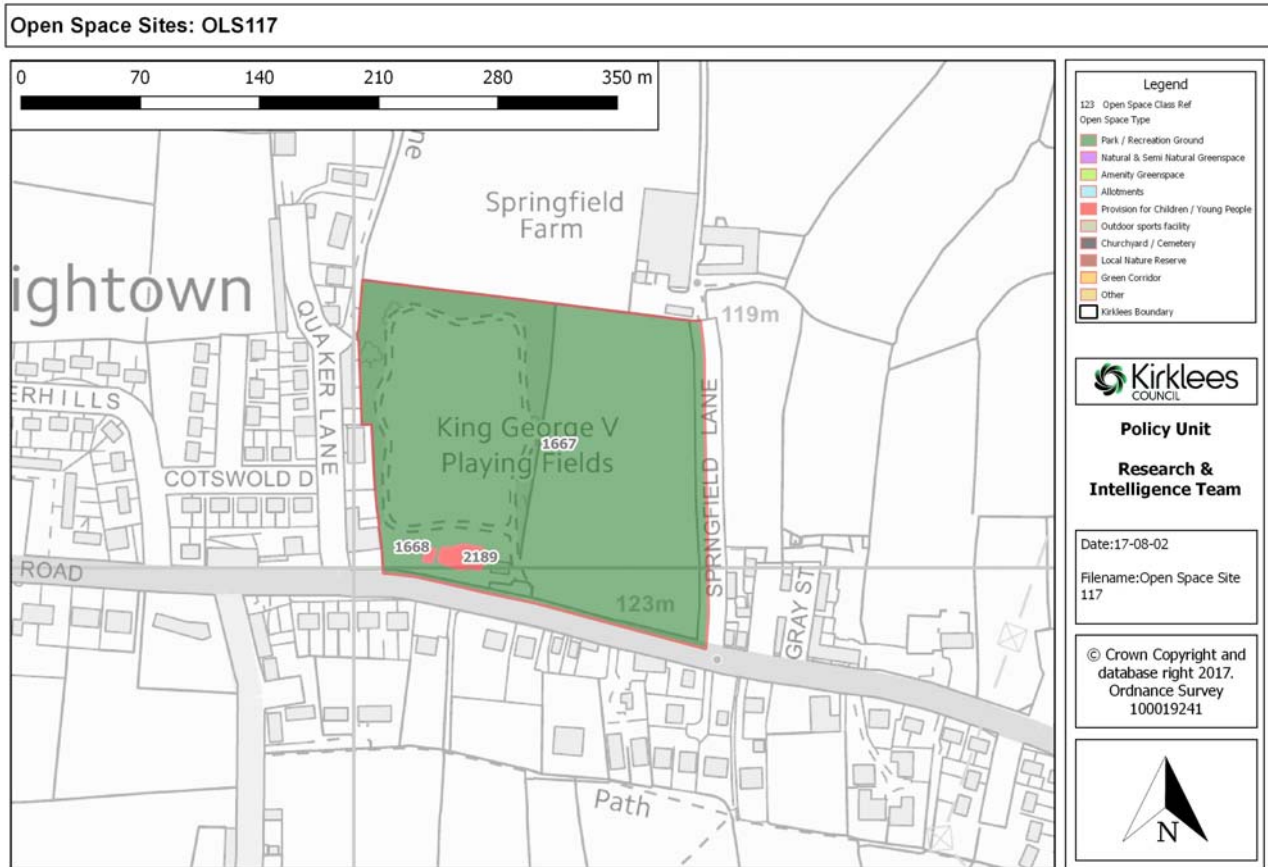 Open Space Sites: OLS117
0 70 140 210 280 350 m
ne
Springfield
Farm
ightown
QUAKER LANE
119m
ERHILLS
King George V
1667
Playing Fields
SPRNGFIELD LANE
COTSWOLD D
1668
2189
ROAD
123m
GRAY ST
Path
Legend
123 Open Space Class Ref
Open Space Type
Park / Recreation Ground
Natural & Semi Natural Greenspace
Amenity Greenspace
Allotments
Provision for Children / Young People
Outdoor sports facility
Churchyard / Cemetery
Local Nature Reserve
Green Corridor
Other
Kirklees Boundary
Kirklees
COUNCIL
Policy Unit
Research &
Intelligence Team
Date:17-08-02
Filename:Open Space Site
117
© Crown Copyright and
database right 2017.
Ordnance Survey
100019241
N